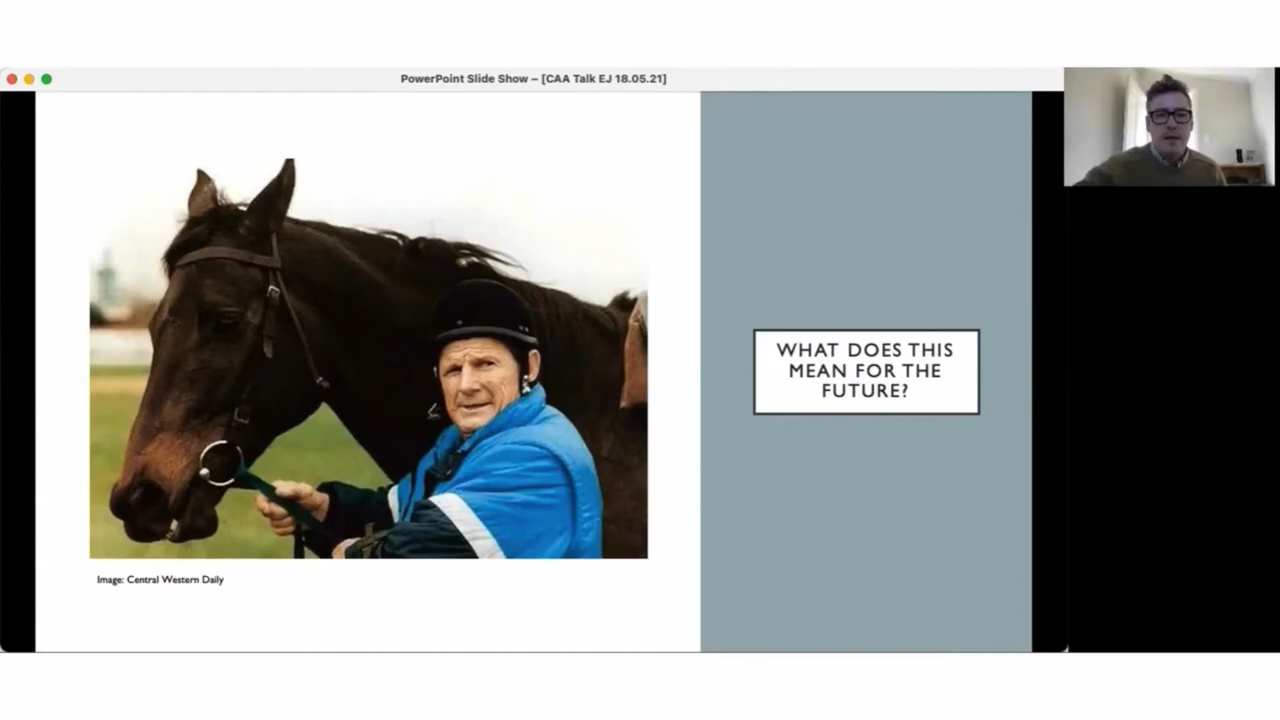 PowerPoint Slide Show – [CAA Talk EJ 18.05.21]
WHAT DOES THIS
MEAN FOR THE
FUTURE?
Image: Central Western Daily